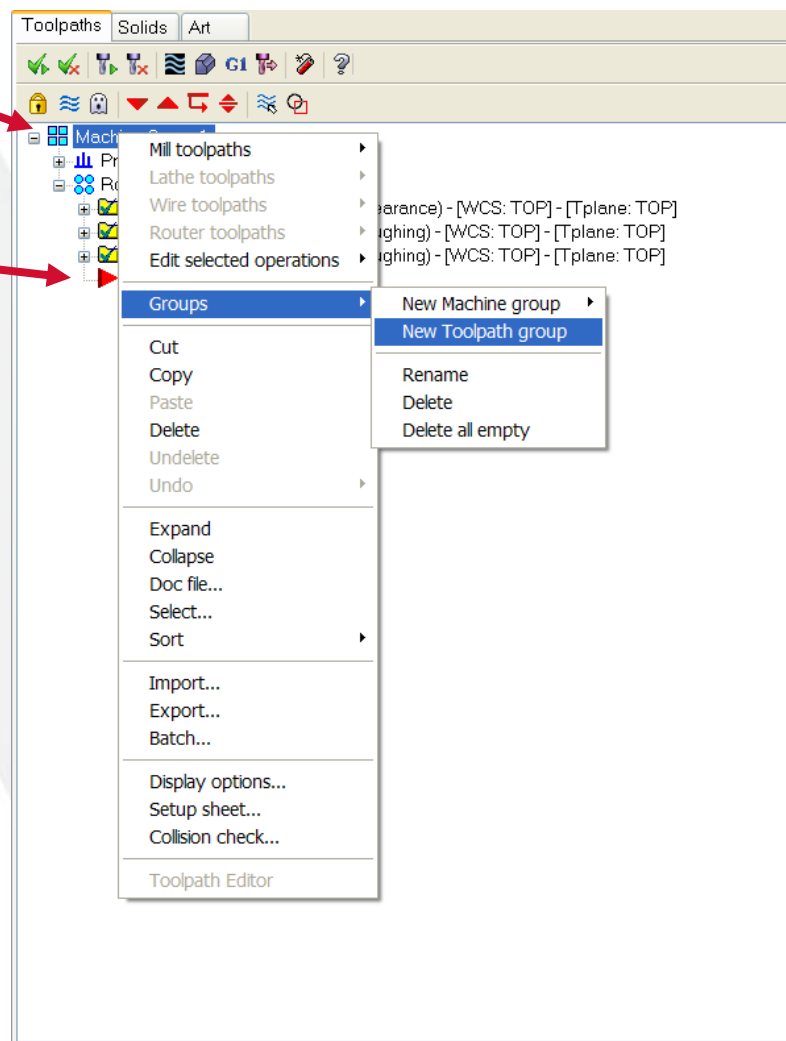 Toolpaths Solids Art
G1
Mill toolpaths
Lathe toolpaths
Wire toolpaths
Router toolpaths
Edit selected operations
Groups
Cut
Copy
Paste
Delete
Undelete
Undo
Expand
Collapse
Doc file...
Select...
Sort
Import...
Export...
Batch...
Display options...
Setup sheet...
Collision check...
Toolpath Editor
New Machine group
New Toolpath group
Rename
Delete
Delete all empty
earance) - [WCS: TOP] - [Tplane: TOP]
ghing) - [WCS: TOP] - [Tplane: TOP]
ghing) - [WCS: TOP] - [Tplane: TOP]